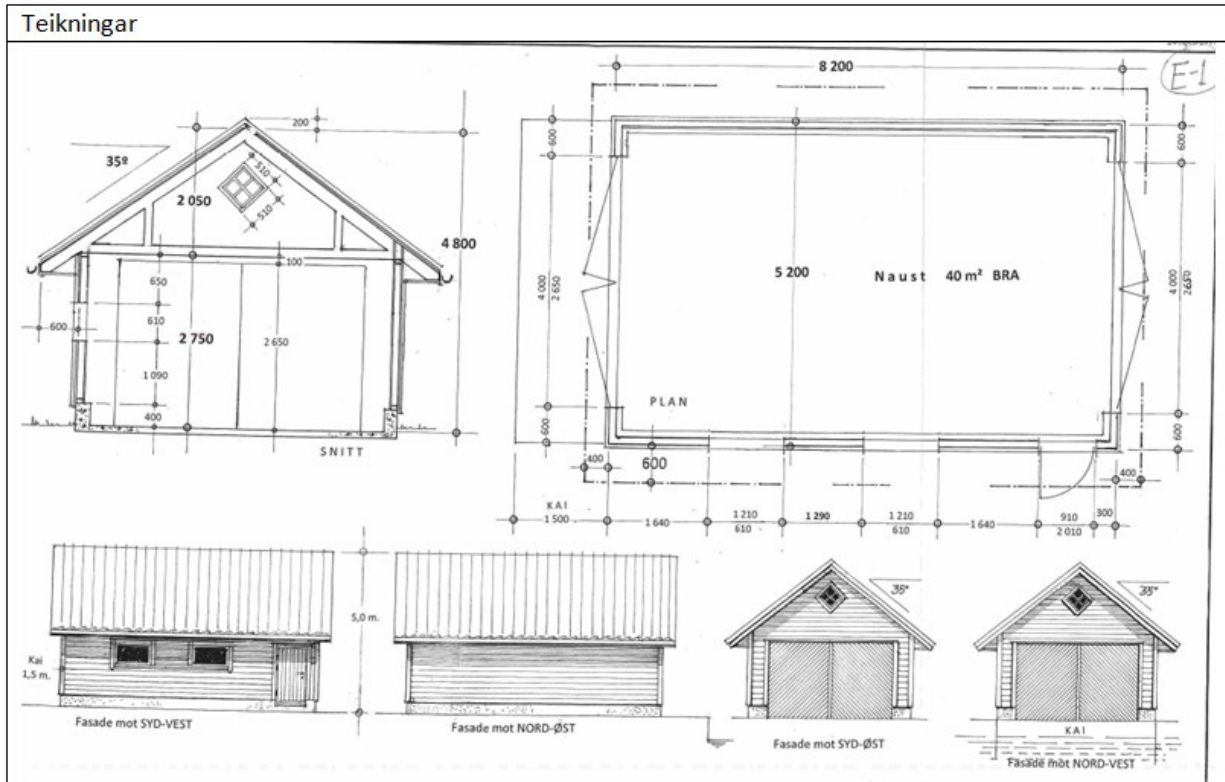 Teikningar
E-1
8 200
200
35º
510
510
2 050
4 800
100
650
610
600
2 750
2 650
1 090
400
SNITT
600
600
4 000
2 650
5 200
Naust 40 m² BRA
4 000
2 650
PLAN
600
600
400
600
400
KAI
1 500
1 640
1 210
610
1 290
1 210
610
1 640
910
2 010
300
5,0 m.
Kai
1,5 m.
35º
35º
KAI
Fasade mot SYD-VEST
Fasade mot NORD-ØST
Fasade mot SYD-ØST
Fasade mot NORD-VEST